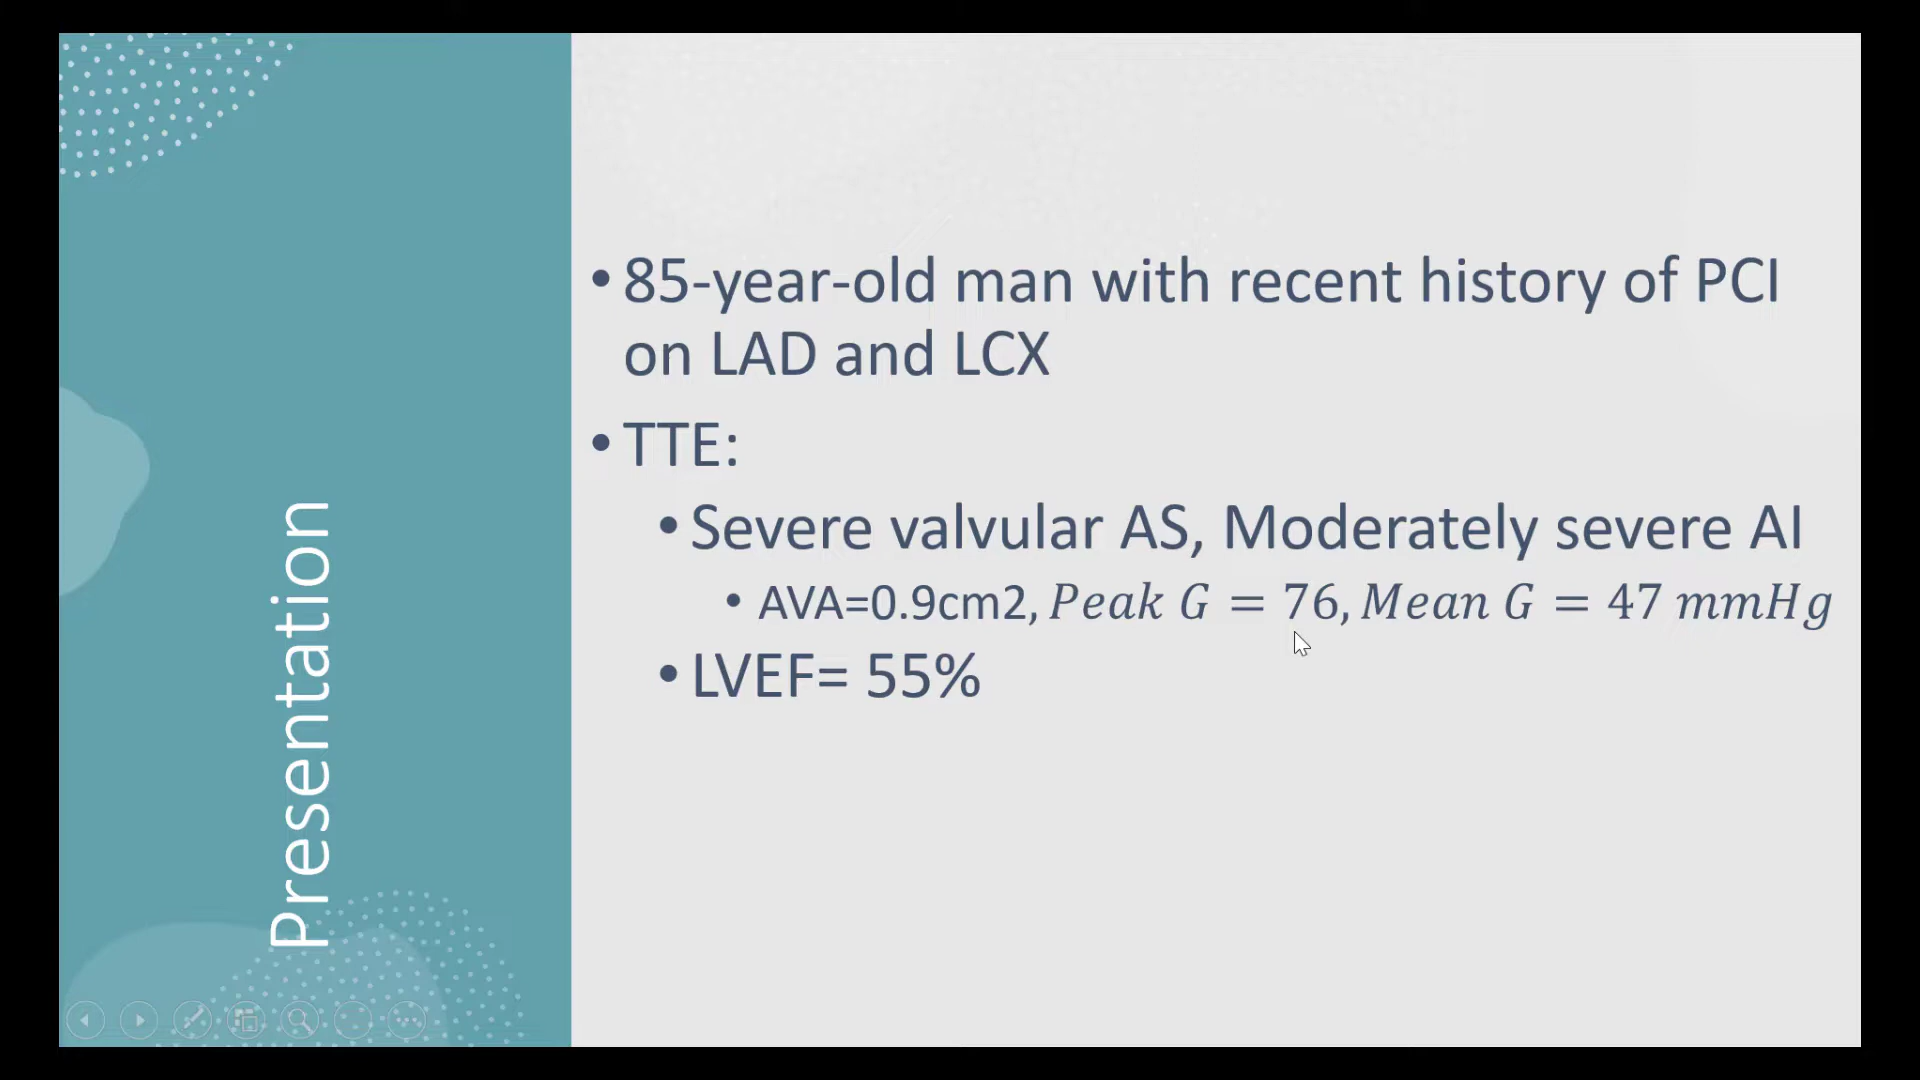 Presentation
• 85-year-old man with recent history of PCI
on LAD and LCX
• TTE:
• Severe valvular AS, Moderately severe AI
• AVA=0.9cm2, Peak G = 76, Mean G = 47 mmHg
• LVEF= 55%